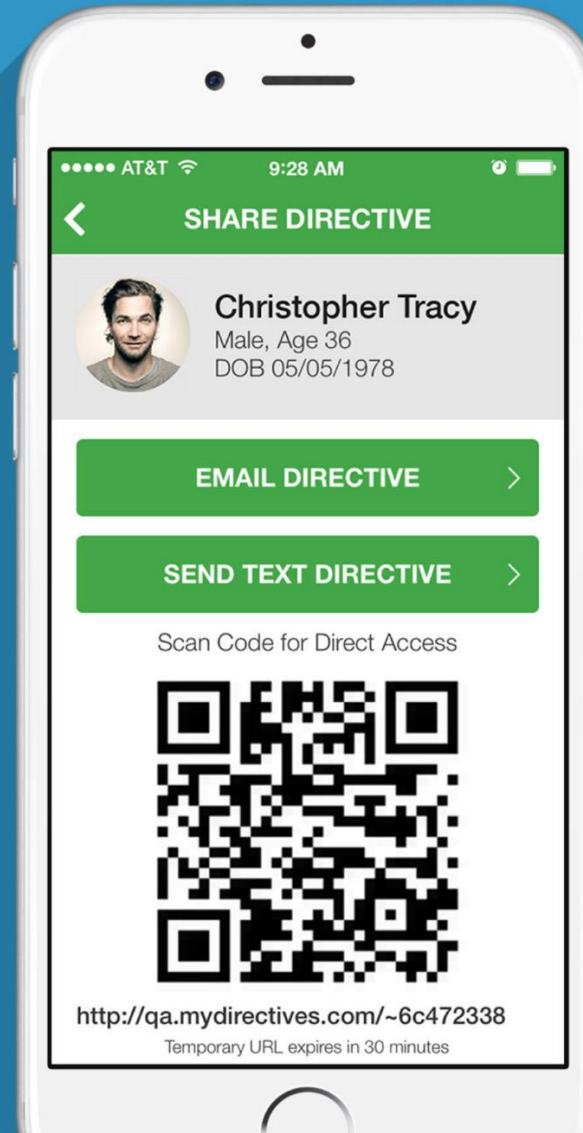 AT&T 9:28 AM
SHARE DIRECTIVE
Christopher Tracy
Male, Age 36
DOB 05/05/1978
EMAIL DIRECTIVE
SEND TEXT DIRECTIVE
Scan Code for Direct Access
http://qa.mydirectives.com/~6c472338
Temporary URL expires in 30 minutes